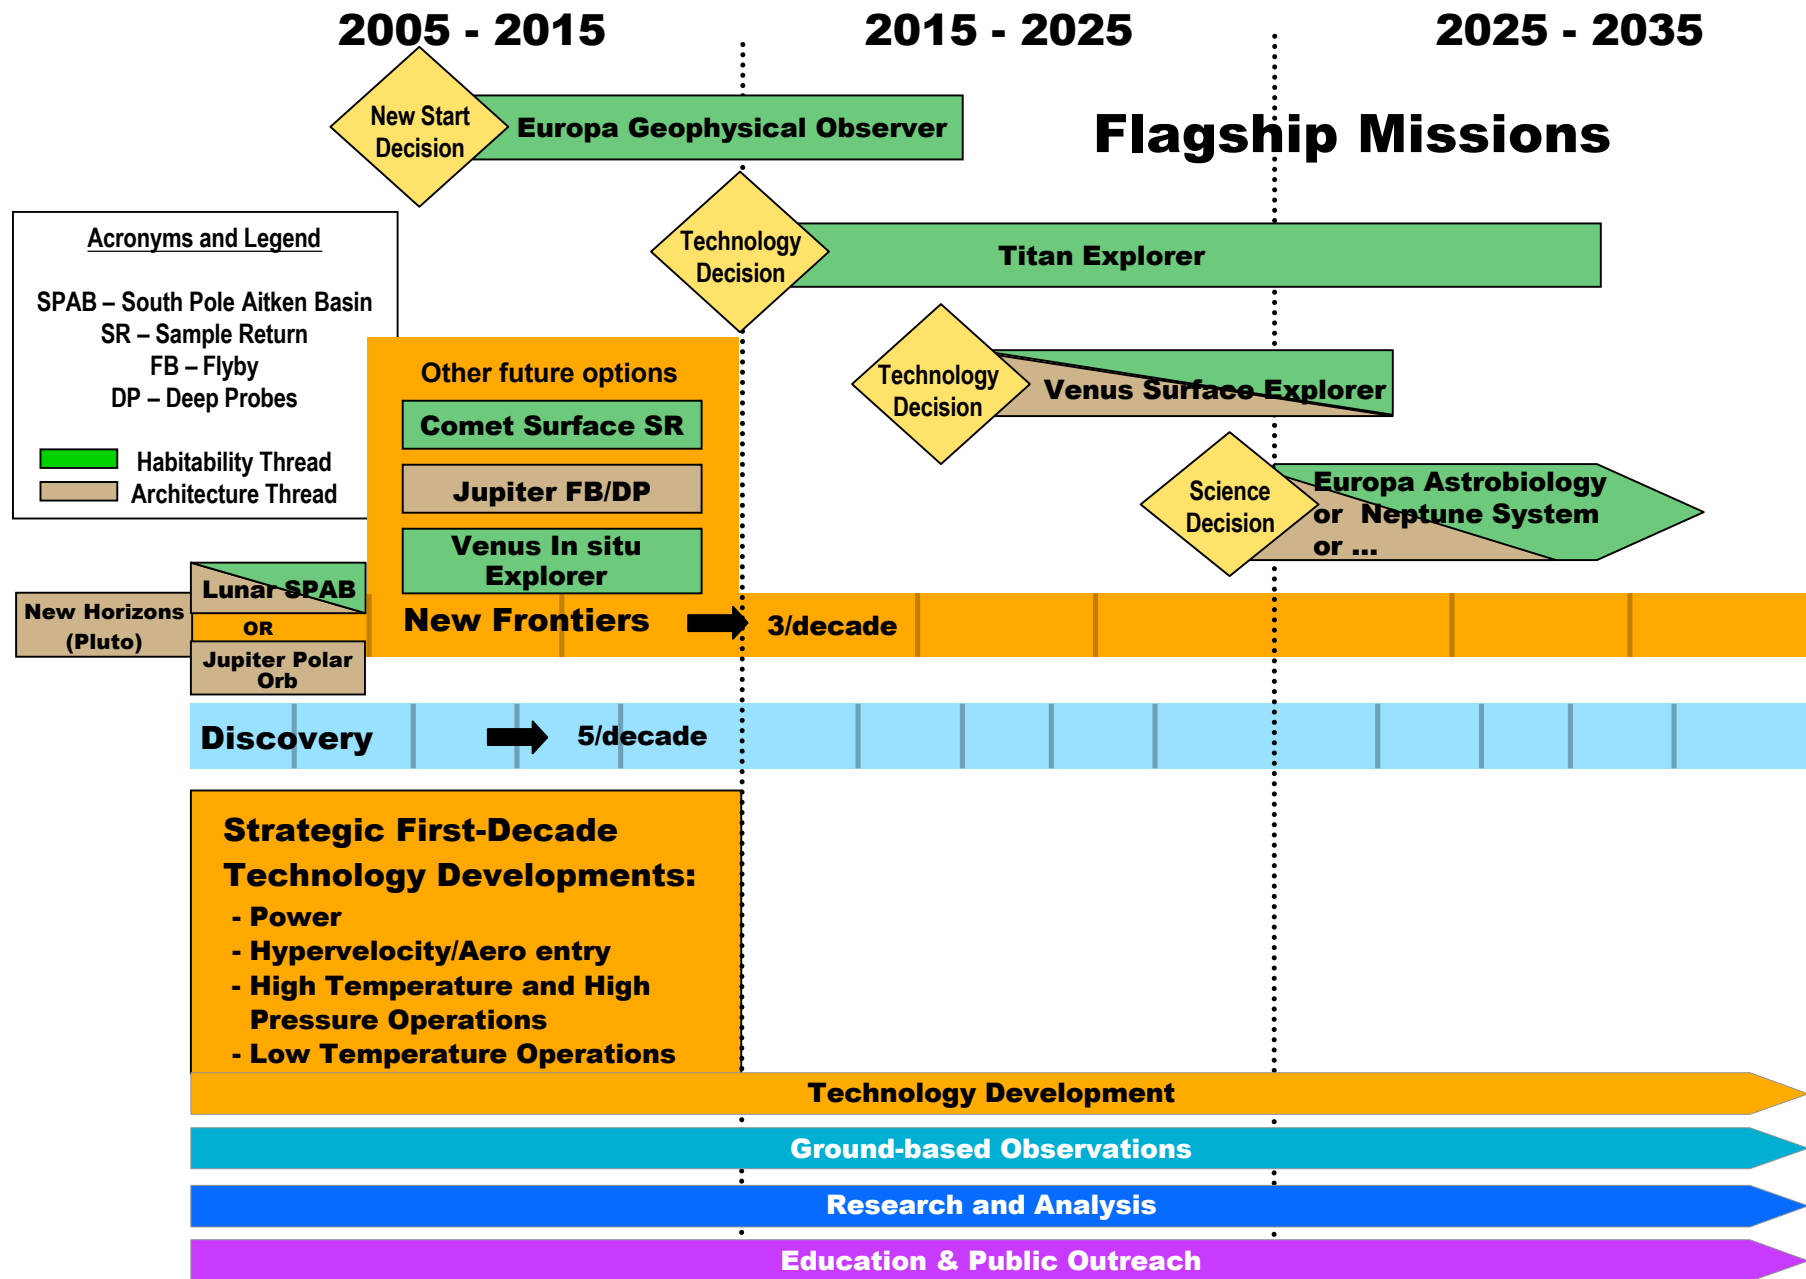 2005 - 2015
2015 - 2025
2025 - 2035
New Start
Decision
Europa Geophysical Observer
Flagship Missions
Technology
Decision
Titan Explorer
Acronyms and Legend
SPAB – South Pole Aitken Basin
SR – Sample Return
FB – Flyby
DP – Deep Probes
Habitability Thread
Architecture Thread
Technology
Decision
Venus Surface Explorer
Other future options
Comet Surface SR
Jupiter FB/DP
Venus In situ
Explorer
Science
Decision
Europa Astrobiology
or Neptune System
or ...
New Horizons
(Pluto)
Lunar SPAB
OR
Jupiter Polar
Orb
New Frontiers
3/decade
Discovery
5/decade
Strategic First-Decade
Technology Developments:
- Power
- Hypervelocity/Aero entry
- High Temperature and High
Pressure Operations
- Low Temperature Operations
Technology Development
Ground-based Observations
Research and Analysis
Education & Public Outreach